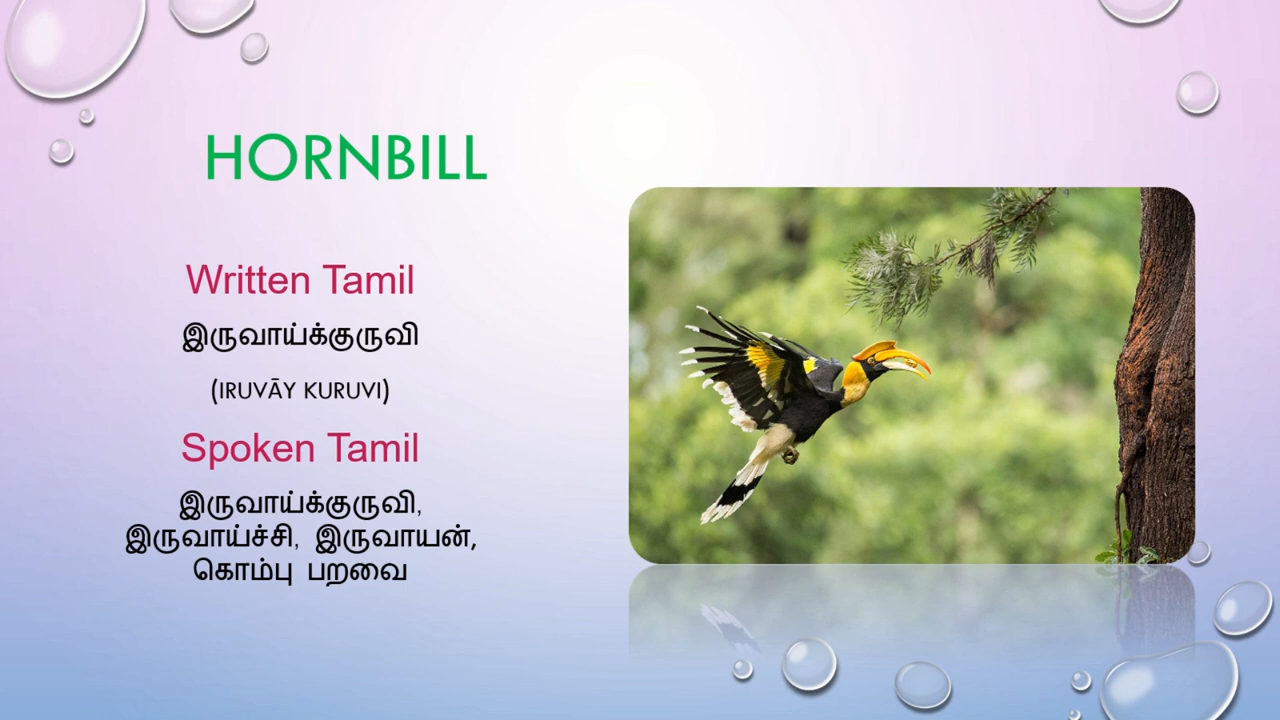 HORNBILL
Written Tamil
இருவாய்க்குருவி
(IRUVĀY KURUVI)
Spoken Tamil
இருவாய்க்குருவி,
இருவாய்ச்சி, இருவாயன்,
கொம்பு பறவை